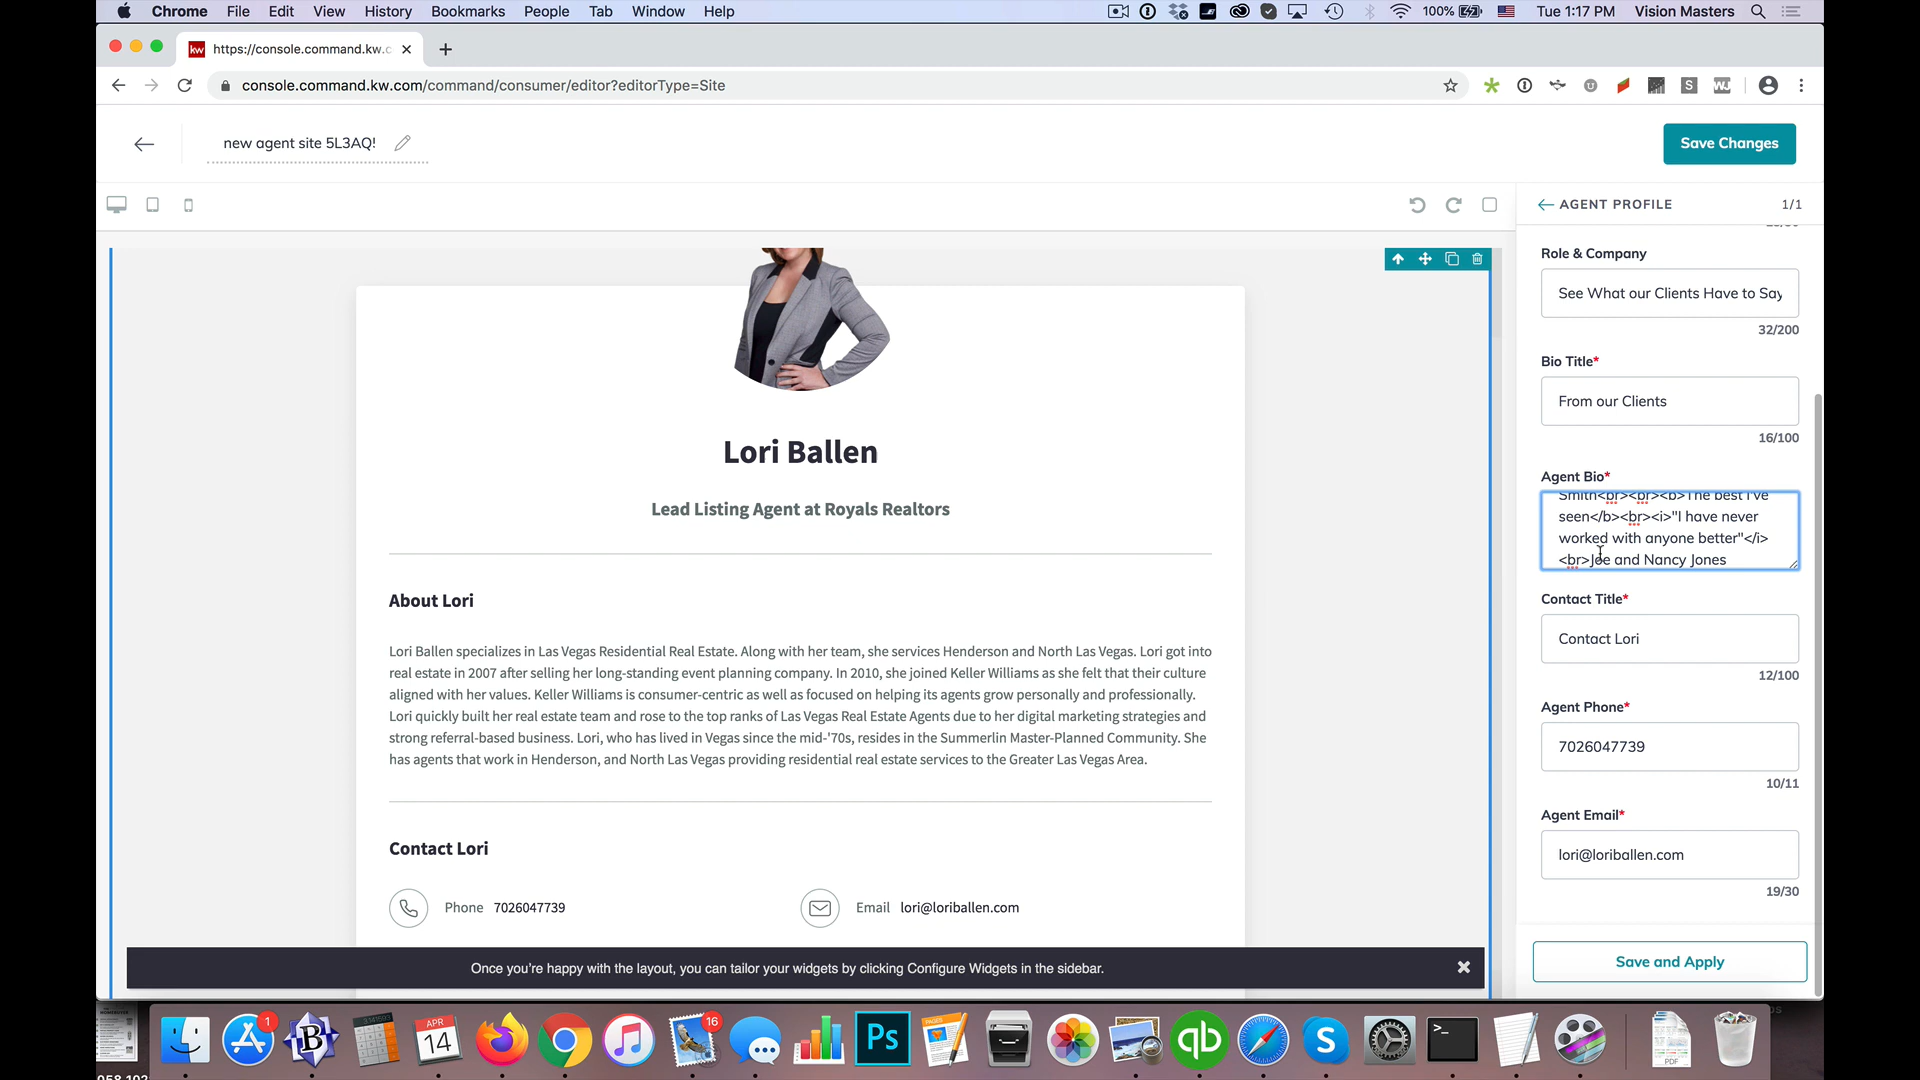 Chrome File Edit View History Bookmarks People Tab Window Help 100% Tue 1:17 PM Vision Masters
kw https://console.command.kw.c
console.command.kw.com/command/consumer/editor?editorType=Site
new agent site 5L3AQ!
Save Changes
AGENT PROFILE 1/1
Role & Company
See What our Clients Have to Say
32/200
Bio Title*
From our Clients
16/100
Agent Bio*
Smith<br><br><b>The best I've
seen</b><br><i>"I have never
worked with anyone better"</i>
<br>Joe and Nancy Jones
Contact Title*
Contact Lori
12/100
Agent Phone*
7026047739
10/11
Agent Email*
lori@loriballen.com
19/30
Save and Apply
Lori Ballen
Lead Listing Agent at Royals Realtors
About Lori
Lori Ballen specializes in Las Vegas Residential Real Estate. Along with her team, she services Henderson and North Las Vegas. Lori got into
real estate in 2007 after selling her long-standing event planning company. In 2010, she joined Keller Williams as she felt that their culture
aligned with her values. Keller Williams is consumer-centric as well as focused on helping its agents grow personally and professionally.
Lori quickly built her real estate team and rose to the top ranks of Las Vegas Real Estate Agents due to her digital marketing strategies and
strong referral-based business. Lori, who has lived in Vegas since the mid-'70s, resides in the Summerlin Master-Planned Community. She
has agents that work in Henderson, and North Las Vegas providing residential real estate services to the Greater Las Vegas Area.
Contact Lori
Phone 7026047739
Email lori@loriballen.com
Once you're happy with the layout, you can tailor your widgets by clicking Configure Widgets in the sidebar.
1
APR
14
16
Ps
PAGES
PDF